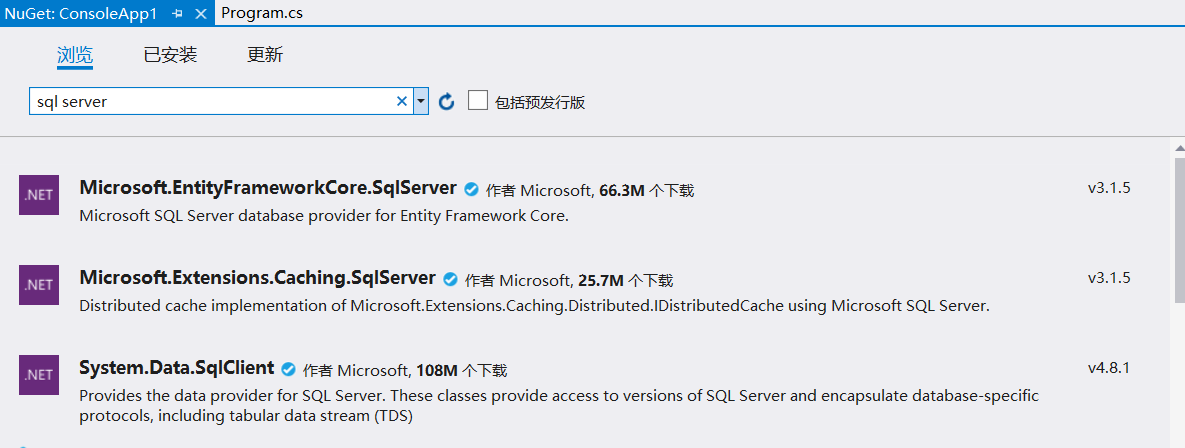 NuGet: ConsoleApp1 Program.cs
浏览 已安装 更新
sql server 包括预发行版
.NET Microsoft.EntityFrameworkCore.SqlServer 作者 Microsoft, 66.3M 个下载 v3.1.5
Microsoft SQL Server database provider for Entity Framework Core.
.NET Microsoft.Extensions.Caching.SqlServer 作者 Microsoft, 25.7M 个下载 v3.1.5
Distributed cache implementation of Microsoft.Extensions.Caching.Distributed.IDistributedCache using Microsoft SQL Server.
.NET System.Data.SqlClient 作者 Microsoft, 108M 个下载 v4.8.1
Provides the data provider for SQL Server. These classes provide access to versions of SQL Server and encapsulate database-specific
protocols, including tabular data stream (TDS)